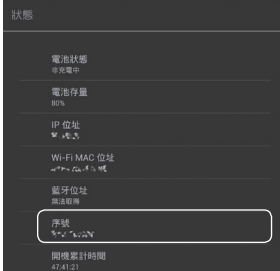 狀態
電池狀態
非充電中
電池存量
80%
IP 位址
Wi-Fi MAC 位址
藍牙位址
無法取得
序號
開機累計時間
47:41:21